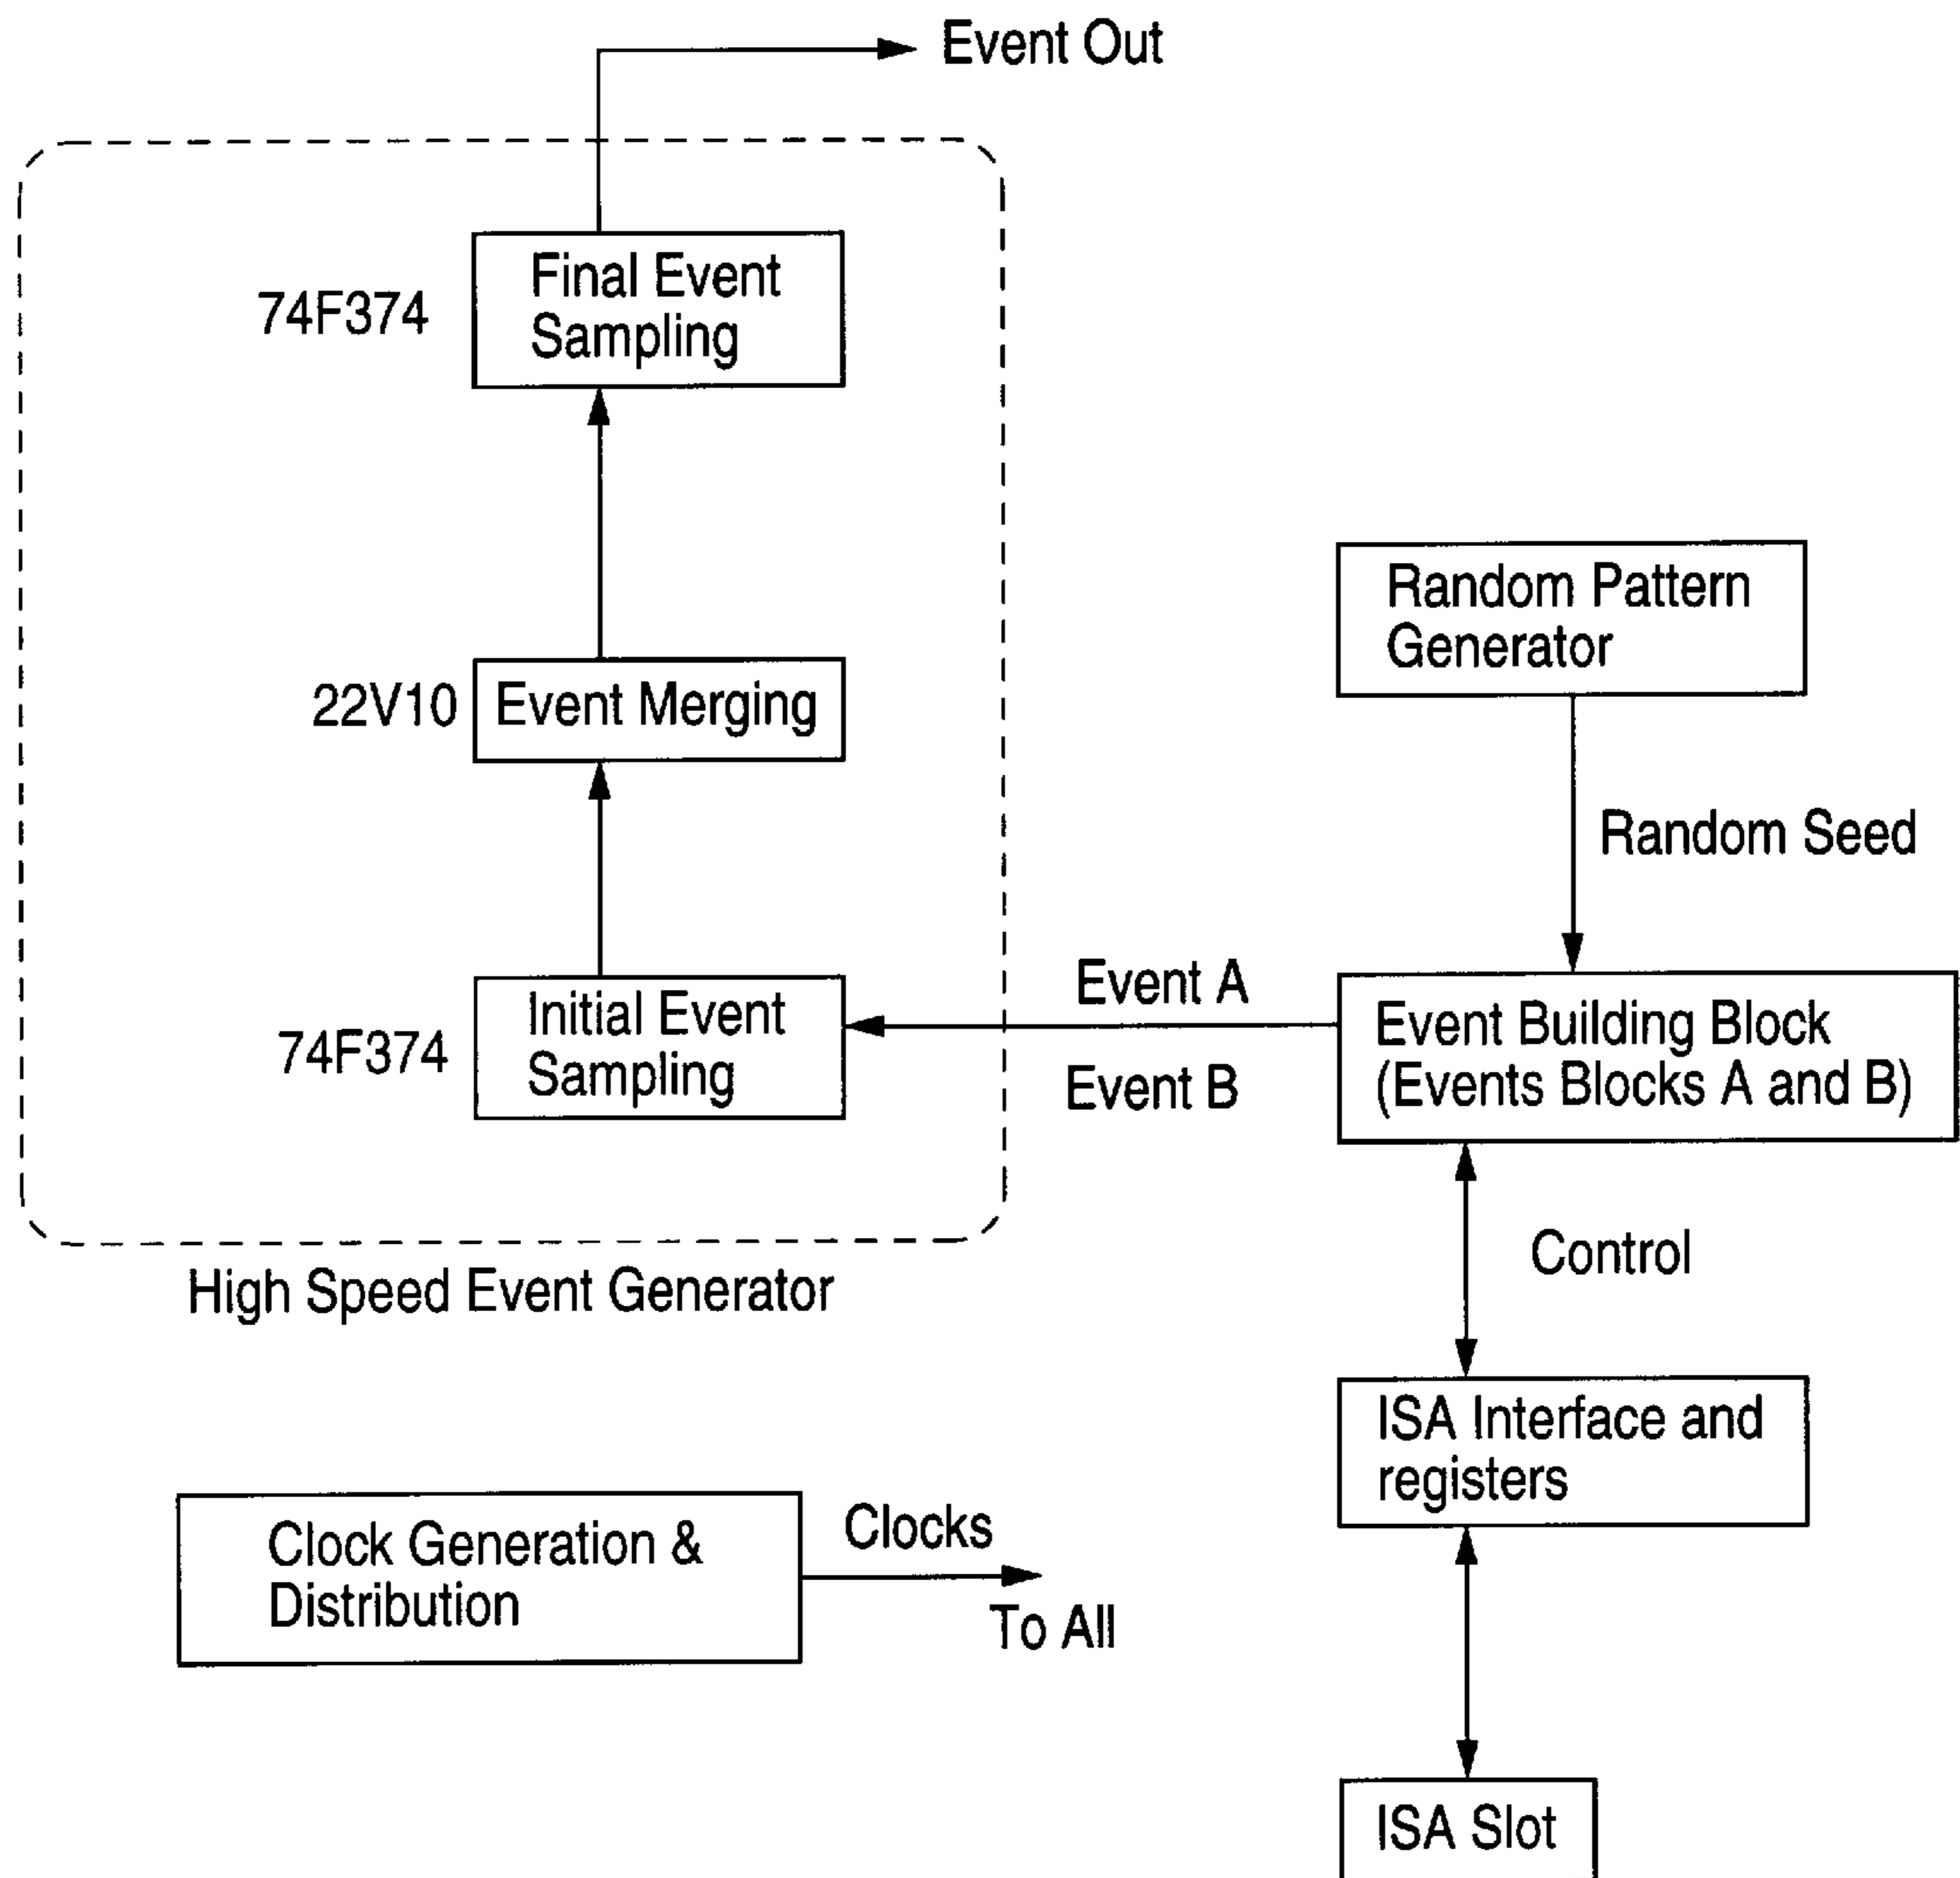 Event Out
Final Event
Sampling
74F374
22V10
Event Merging
Random Pattern
Generator
Random Seed
Initial Event
Sampling
74F374
Event A
Event B
Event Building Block
(Events Blocks A and B)
High Speed Event Generator
Control
ISA Interface and
registers
Clock Generation &
Distribution
Clocks
To All
ISA Slot